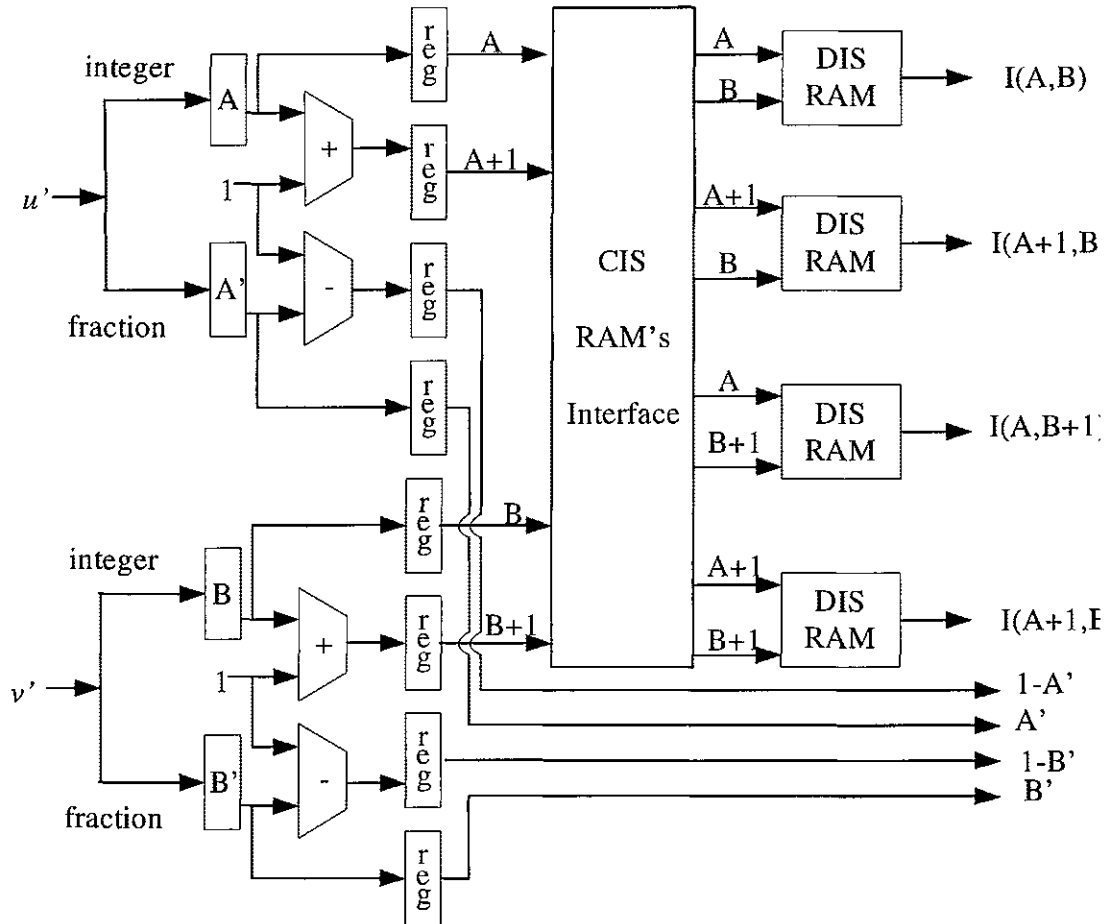 integer
A
+
1
u'
A'
-
fraction
reg
A
reg
A+1
reg
reg
integer
B
+
1
v'
B'
-
fraction
reg
B
reg
B+1
reg
reg
CIS
RAM's
Interface
A
B
DIS
RAM
I(A,B)
A+1
B
DIS
RAM
I(A+1,B
A
B+1
DIS
RAM
I(A,B+1)
A+1
B+1
DIS
RAM
I(A+1,B
1-A'
A'
1-B'
B'